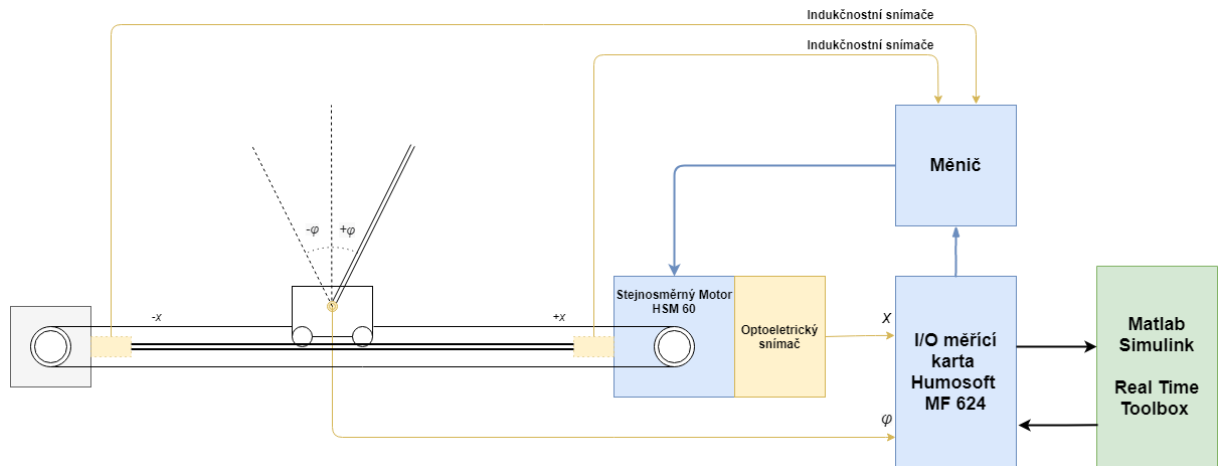 Indukčnostní snímače
Indukčnostní snímače
Měnič
-φ
+φ
-x
+x
Stejnosměrný Motor
HSM 60
Optoeletrický
snímač
x
φ
I/O měřící
karta
Humosoft
MF 624
Matlab
Simulink
Real Time
Toolbox